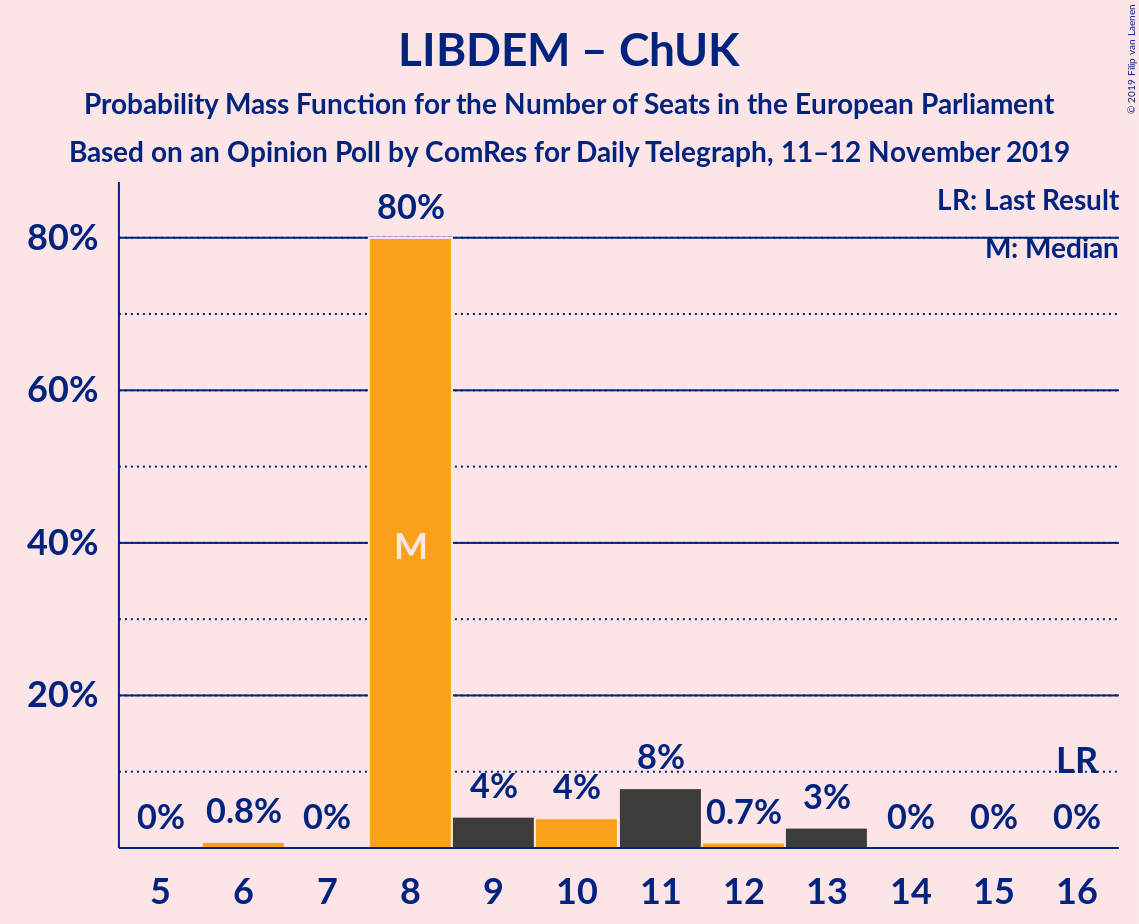 LIBDEM – ChUK
Probability Mass Function for the Number of Seats in the European Parliament
Based on an Opinion Poll by ComRes for Daily Telegraph, 11–12 November 2019
© 2019 Filip van Laenen
LR: Last Result
M: Median
80%
60%
40%
20%
0% 0.8% 0% 80% 4% 4% 8% 0.7% 3% 0% 0% 0%
M
LR
5 6 7 8 9 10 11 12 13 14 15 16